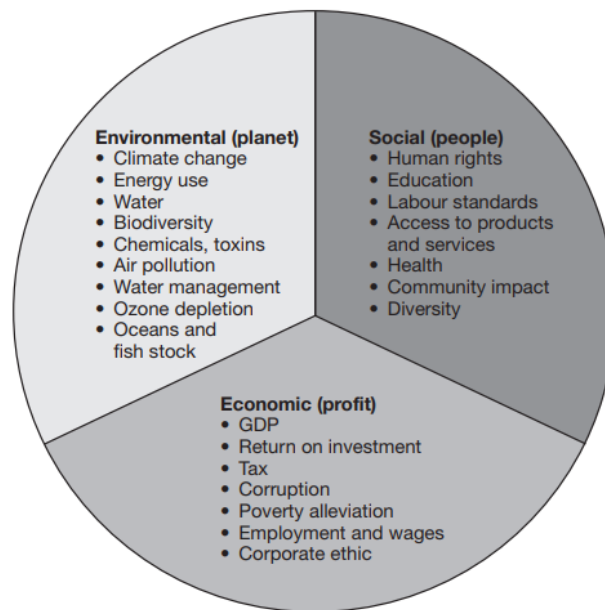 Environmental (planet)
• Climate change
• Energy use
• Water
• Biodiversity
• Chemicals, toxins
• Air pollution
• Water management
• Ozone depletion
• Oceans and
fish stock
Social (people)
• Human rights
• Education
• Labour standards
• Access to products
and services
• Health
• Community impact
• Diversity
Economic (profit)
• GDP
• Return on investment
• Tax
• Corruption
• Poverty alleviation
• Employment and wages
• Corporate ethic